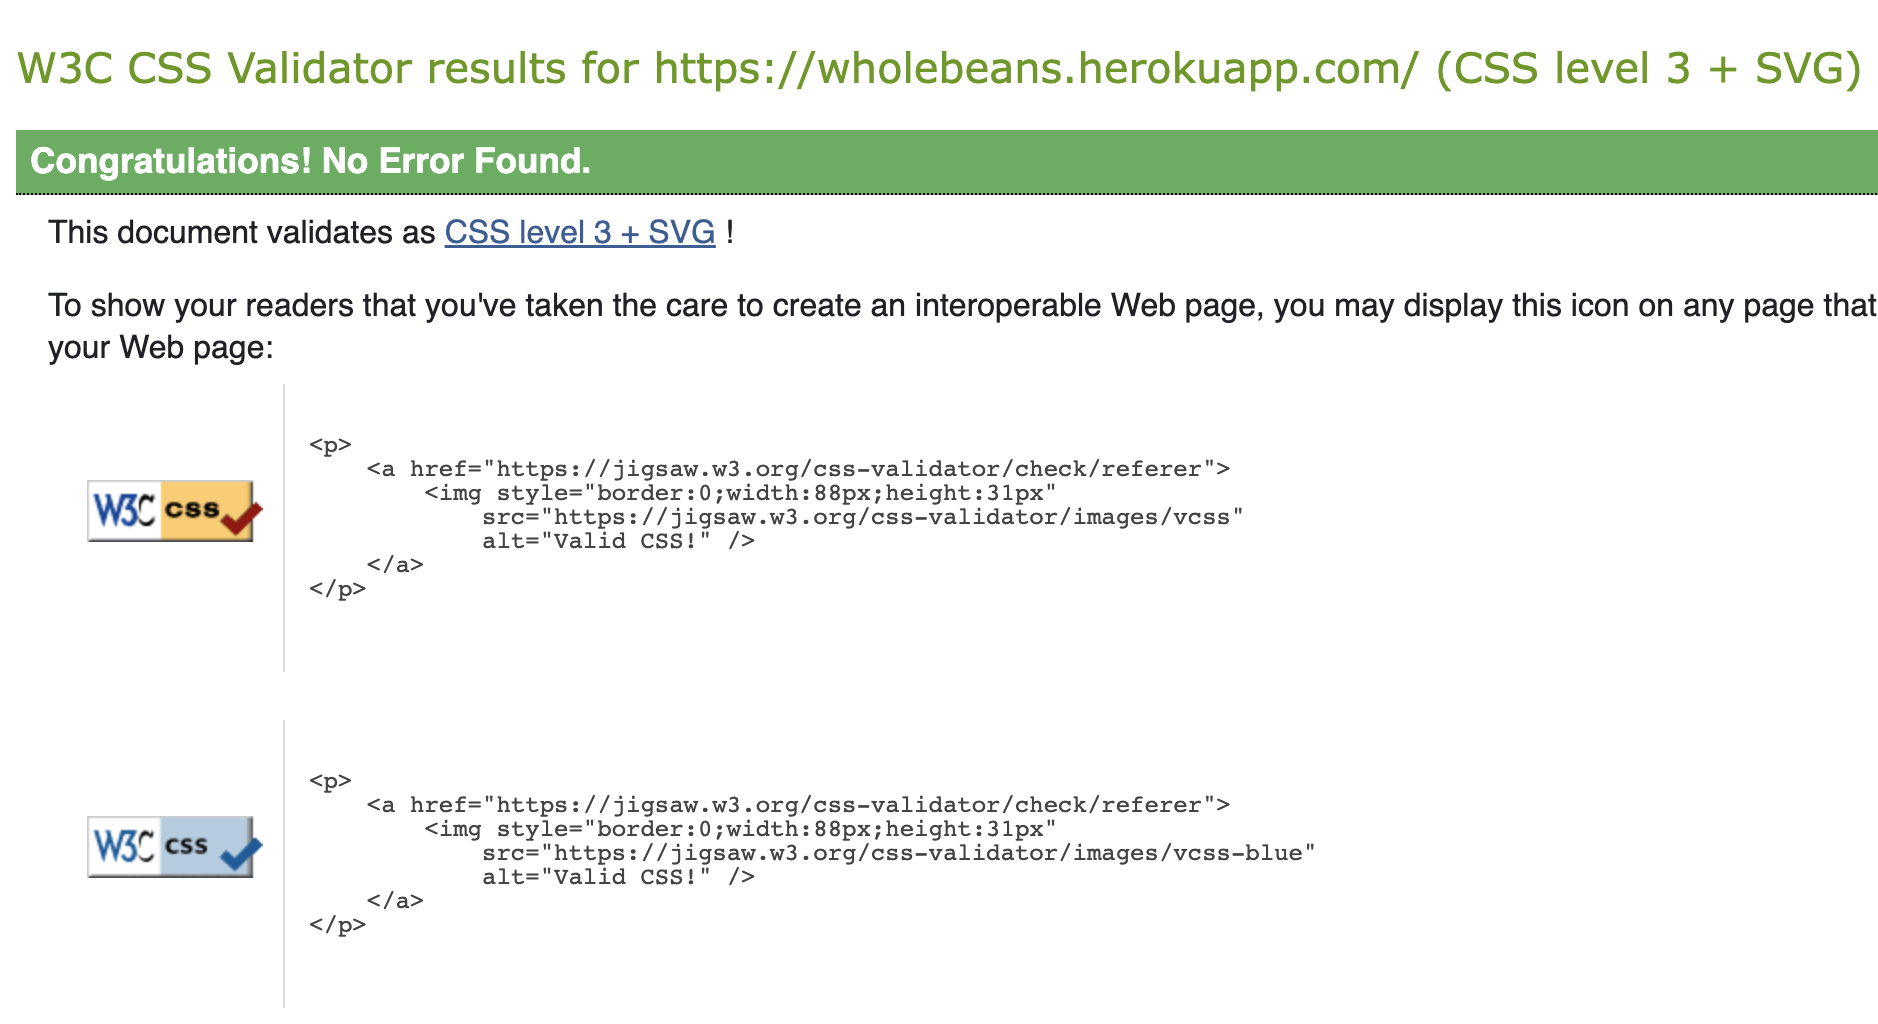 W3C CSS Validator results for https://wholebeans.herokuapp.com/ (CSS level 3 + SVG)
Congratulations! No Error Found.
This document validates as CSS level 3 + SVG !
To show your readers that you've taken the care to create an interoperable Web page, you may display this icon on any page that
your Web page:
W3C css
<p>
    <a href="https://jigsaw.w3.org/css-validator/check/referer">
        <img style="border:0;width:88px;height:31px"
            src="https://jigsaw.w3.org/css-validator/images/vcss"
            alt="Valid CSS!" />
    </a>
</p>
W3C css
<p>
    <a href="https://jigsaw.w3.org/css-validator/check/referer">
        <img style="border:0;width:88px;height:31px"
            src="https://jigsaw.w3.org/css-validator/images/vcss-blue"
            alt="Valid CSS!" />
    </a>
</p>